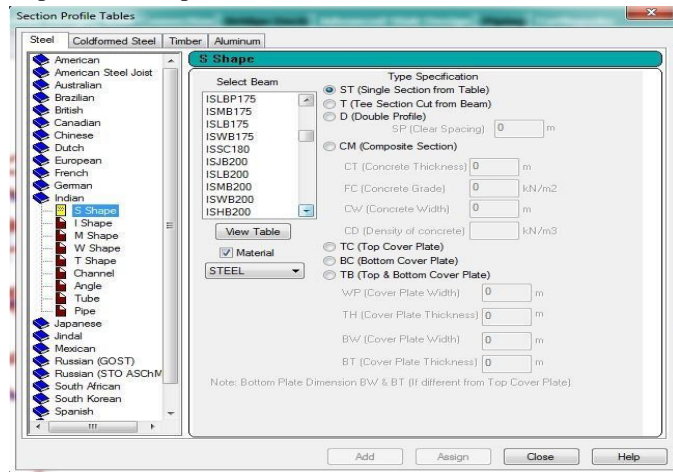 Section Profile Tables
Steel Coldformed Steel Timber Aluminum
American
American Steel Joist
Australian
Brazilian
British
Canadian
Chinese
Dutch
European
French
German
Indian
S Shape
I Shape
M Shape
W Shape
T Shape
Channel
Angle
Tube
Pipe
Japanese
Jindal
Mexican
Russian (GOST)
Russian (STO ASChM
South African
South Korean
Spanish
S Shape
Select Beam
ISLBP175
ISMB175
ISLB175
ISWB175
ISSC180
ISJB200
ISLB200
ISMB200
ISWB200
ISHB200
View Table
Material
STEEL
Type Specification
ST (Single Section from Table)
T (Tee Section Cut from Beam)
D (Double Profile)
SP (Clear Spacing) 0 m
CM (Composite Section)
CT (Concrete Thickness) 0 m
FC (Concrete Grade) 0 kN/m2
CW (Concrete Width) 0 m
CD (Density of concrete) kN/m3
TC (Top Cover Plate)
BC (Bottom Cover Plate)
TB (Top & Bottom Cover Plate)
WP (Cover Plate Width) 0 m
TH (Cover Plate Thickness) 0 m
BW (Cover Plate Width) 0 m
BT (Cover Plate Thickness) 0 m
Note: Bottom Plate Dimension BW & BT (If different from Top Cover Plate)
Add Assign Close Help